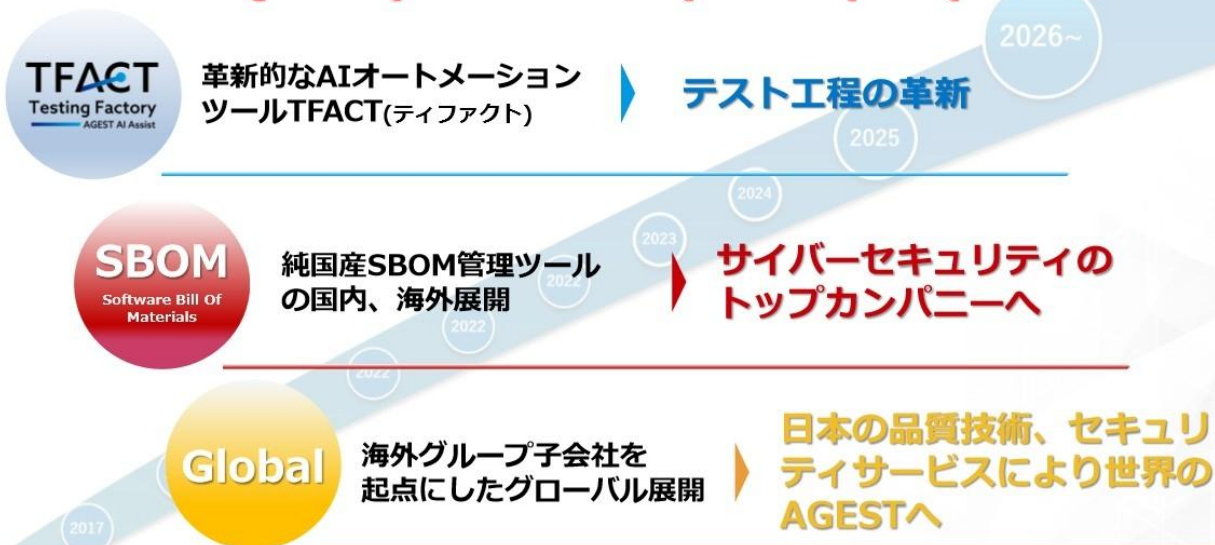 2026~
TFACT
Testing Factory
AGEST AI Assist
革新的なAIオートメーション
ツールTFACT(ティファクト)
テスト工程の革新
2025
2024
SBOM
Software Bill Of
Materials
純国産SBOM管理ツール
の国内、海外展開
2023
2022
2022
サイバーセキュリティの
トップカンパニーへ
2022
Global
海外グループ子会社を
起点にしたグローバル展開
日本の品質技術、セキュリ
ティサービスにより世界の
AGESTへ
2017